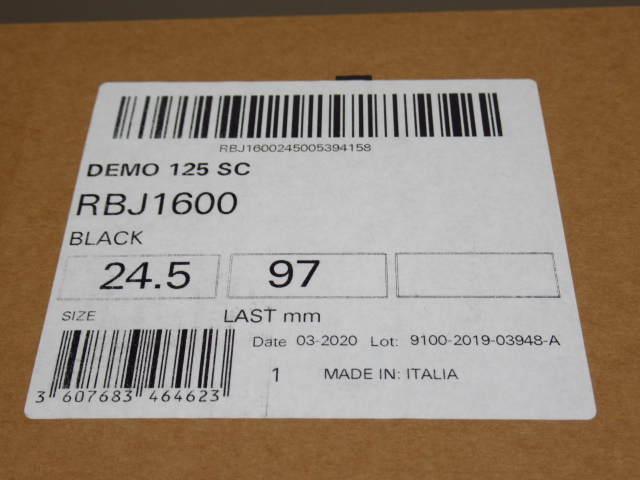 RBJ1600245005394158
DEMO 125 SC
RBJ1600
BLACK
24.5 97
SIZE LAST mm
Date 03-2020 Lot: 9100-2019-03948-A
1 MADE IN: ITALIA
3 607683 464623